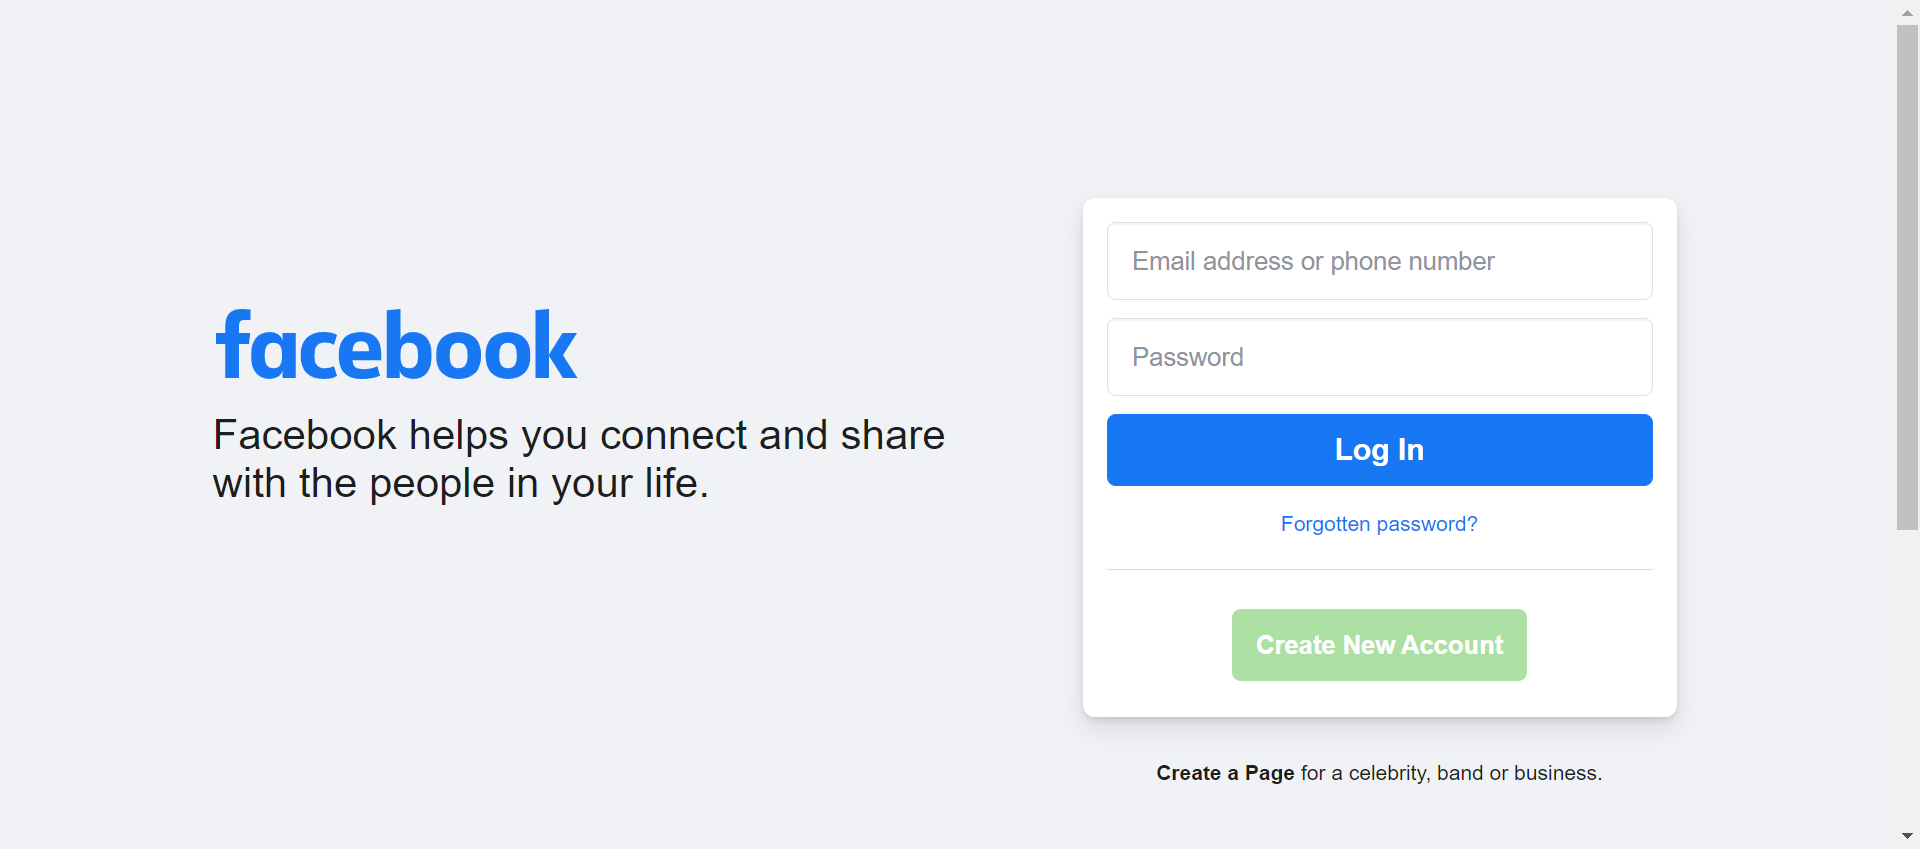 facebook
Facebook helps you connect and share
with the people in your life.
Email address or phone number
Password
Log In
Forgotten password?
Create New Account
Create a Page for a celebrity, band or business.